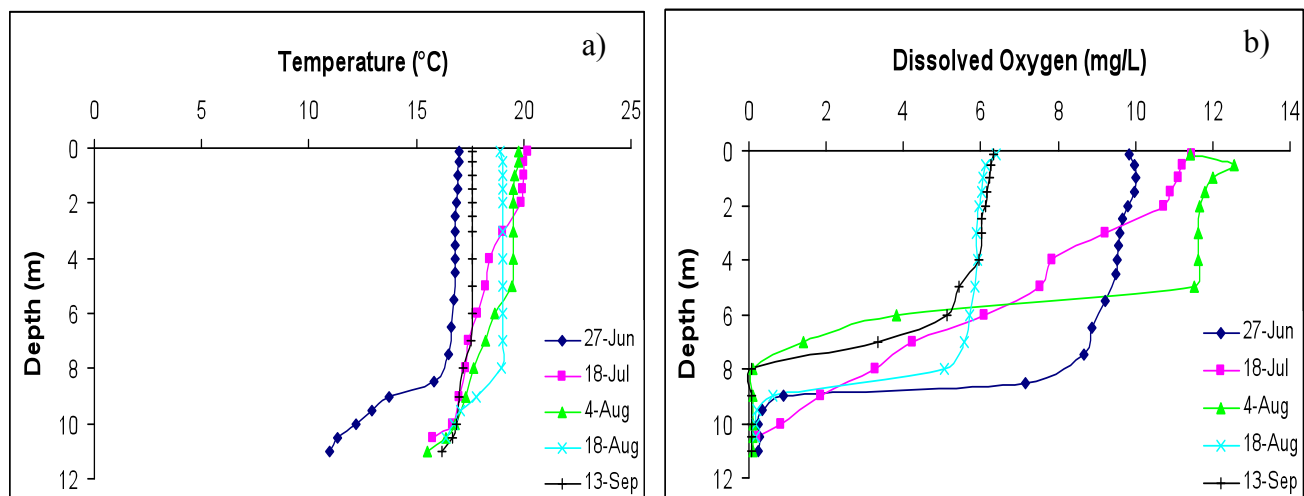 a)
Temperature (°C)
0 5 10 15 20 25
0
2
4
6
8
10
12
Depth (m)
27-Jun
18-Jul
4-Aug
18-Aug
13-Sep
b)
Dissolved Oxygen (mg/L)
0 2 4 6 8 10 12 14
0
2
4
6
8
10
12
Depth (m)
27-Jun
18-Jul
4-Aug
18-Aug
13-Sep